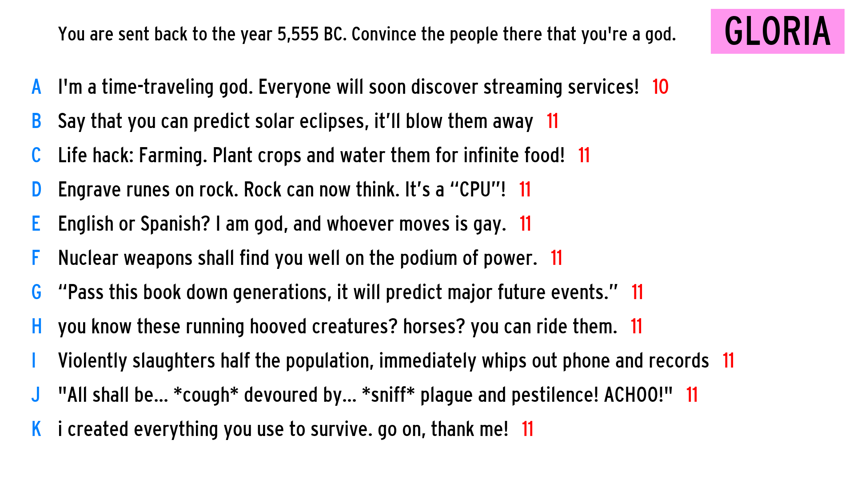 You are sent back to the year 5,555 BC. Convince the people there that you're a god.
GLORIA
A I'm a time-traveling god. Everyone will soon discover streaming services! 10
B Say that you can predict solar eclipses, it’ll blow them away 11
C Life hack: Farming. Plant crops and water them for infinite food! 11
D Engrave runes on rock. Rock can now think. It’s a “CPU”! 11
E English or Spanish? I am god, and whoever moves is gay. 11
F Nuclear weapons shall find you well on the podium of power. 11
G “Pass this book down generations, it will predict major future events.” 11
H you know these running hooved creatures? horses? you can ride them. 11
I Violently slaughters half the population, immediately whips out phone and records 11
J "All shall be... *cough* devoured by... *sniff* plague and pestilence! ACHOO!" 11
K i created everything you use to survive. go on, thank me! 11